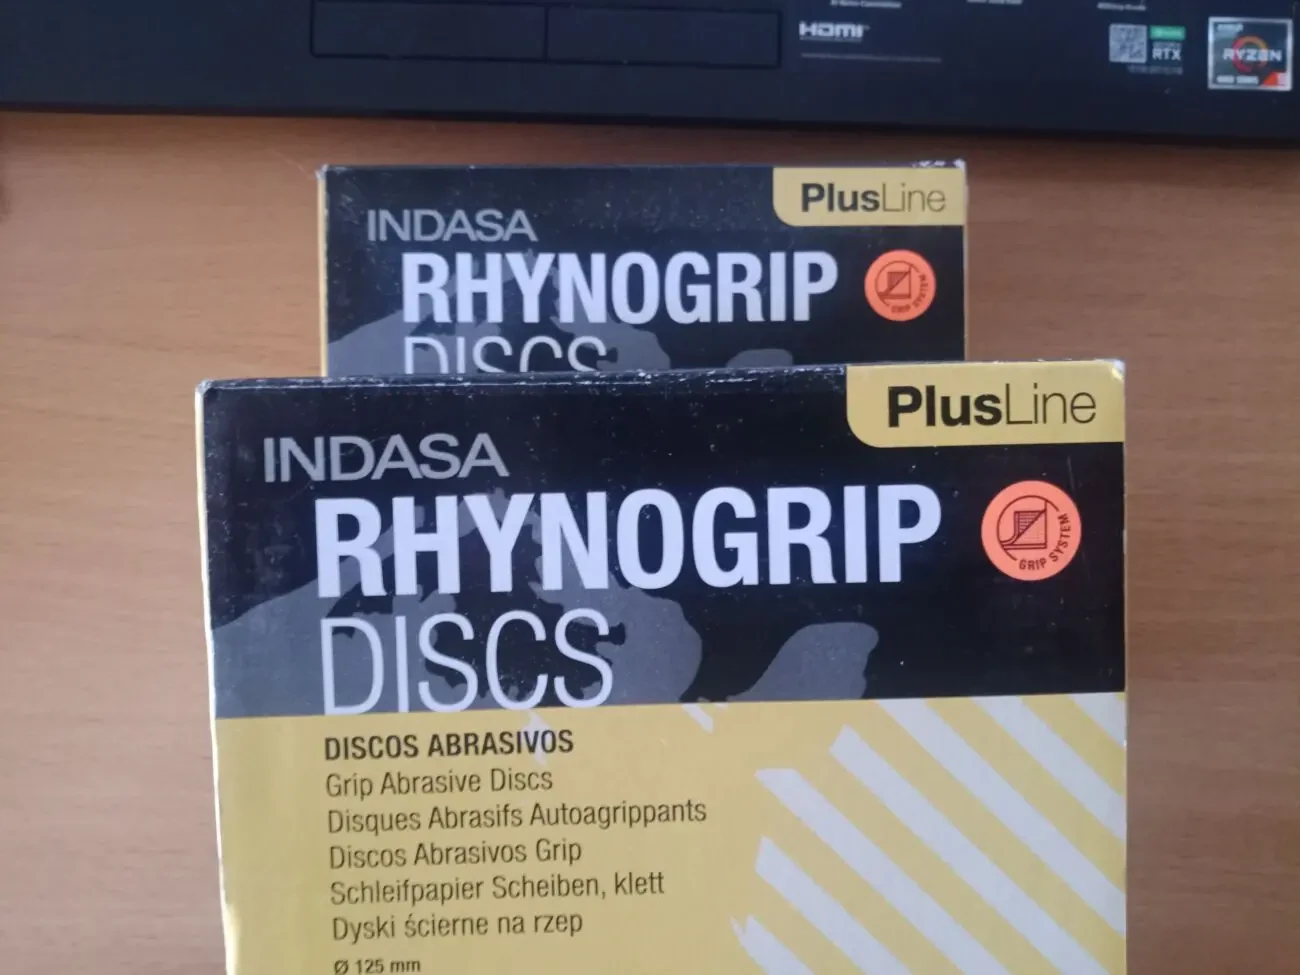 HDMI
RTX
RYZEN
PlusLine
INDASA
RHYNOGRIP
GRIP SYSTEM
DISCS
PlusLine
INDASA
RHYNOGRIP
GRIP SYSTEM
DISCS
DISCOS ABRASIVOS
Grip Abrasive Discs
Disques Abrasifs Autoagrippants
Discos Abrasivos Grip
Schleifpapier Scheiben, klett
Dyski ścierne na rzep
Ø 125 mm